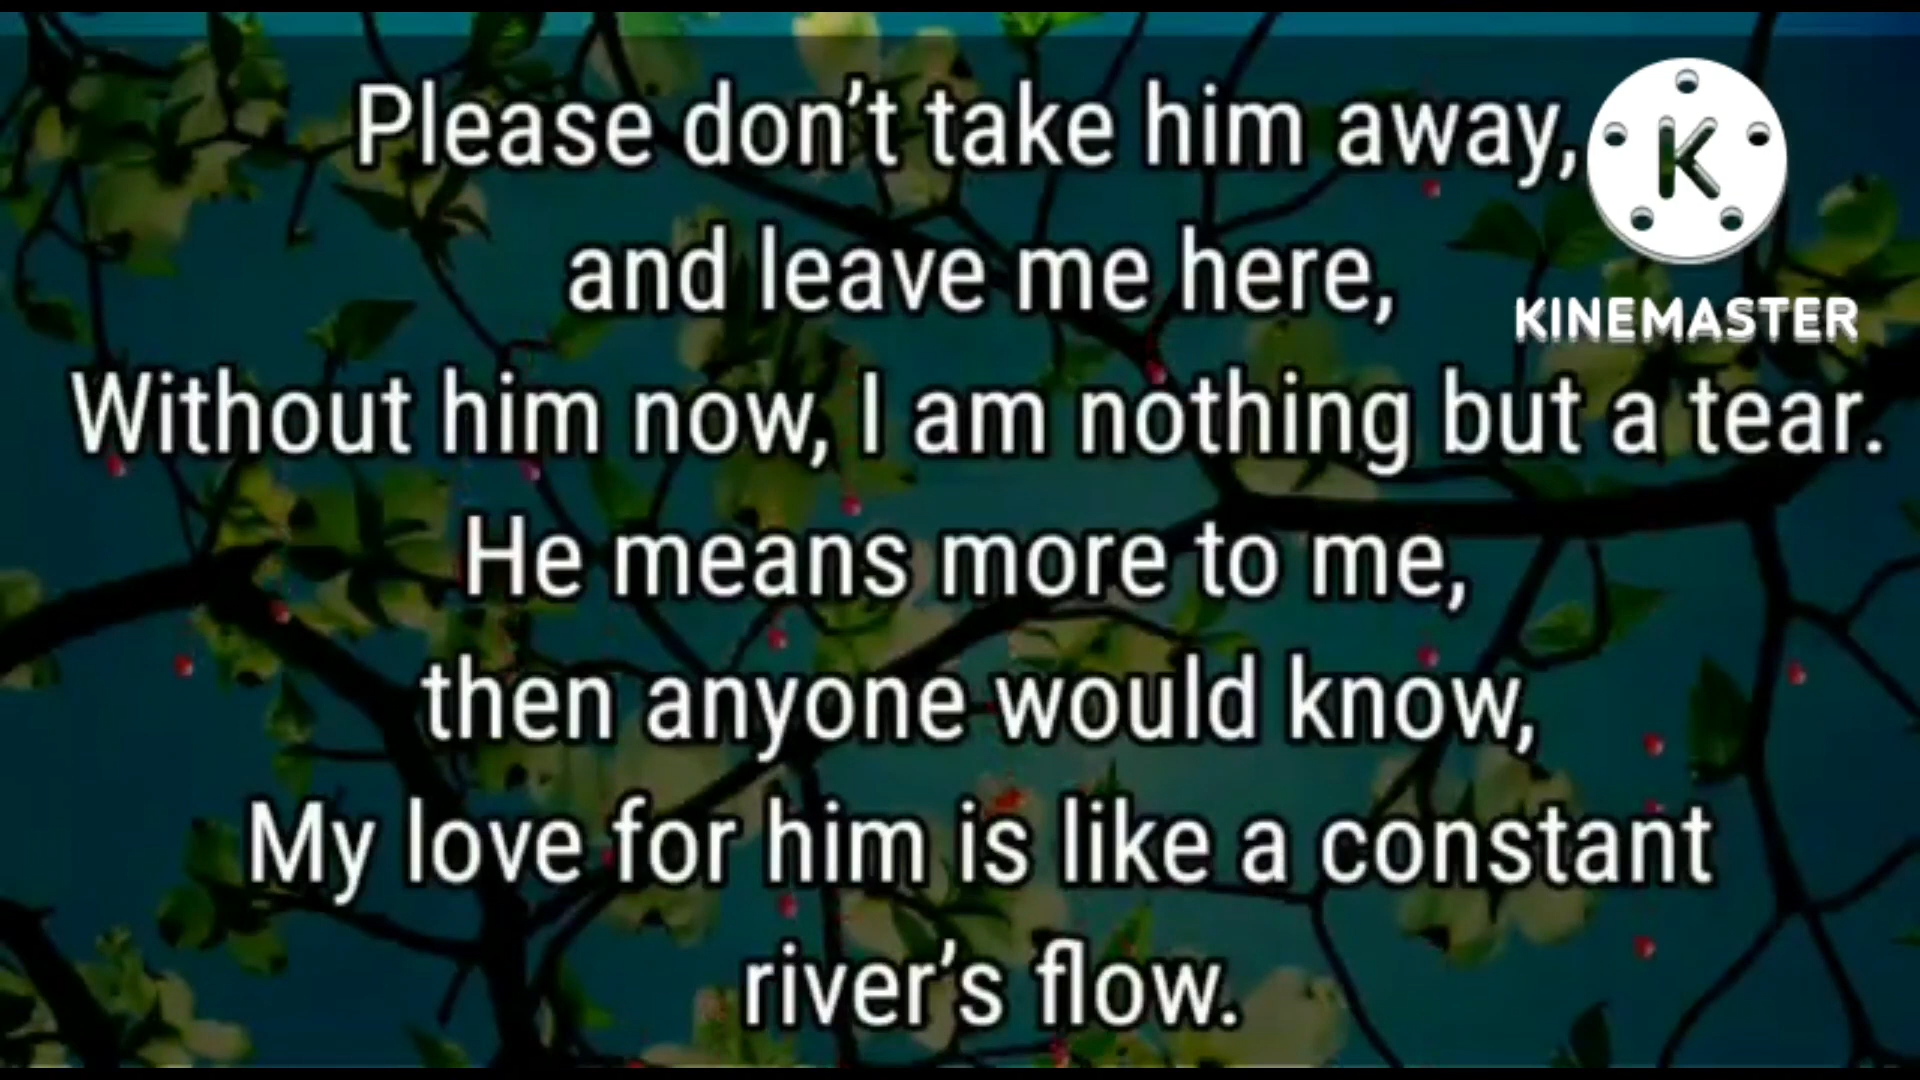 Please don’t take him away,
and leave me here,
KINEMASTER
Without him now, I am nothing but a tear.
He means more to me,
then anyone would know,
My love for him is like a constant
river’s flow.